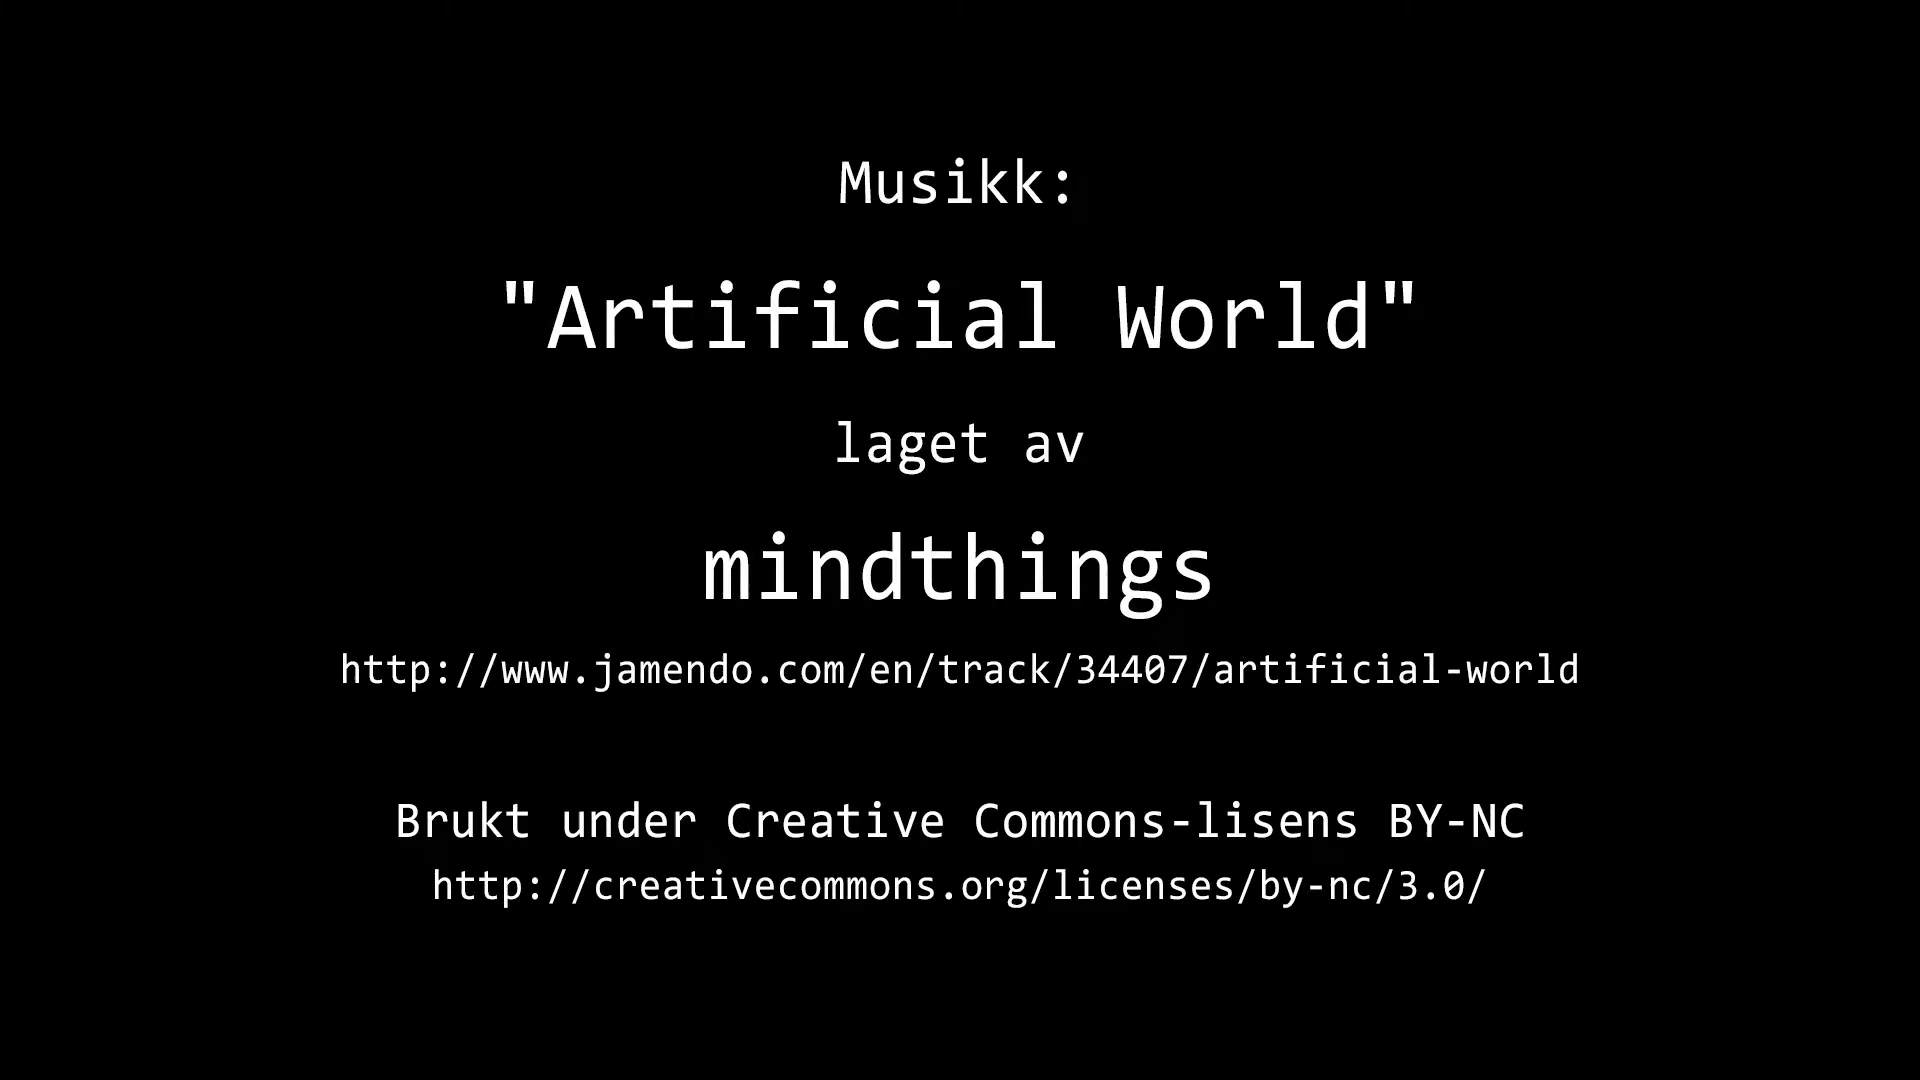 Musikk:
"Artificial World"
laget av
mindthings
http://www.jamendo.com/en/track/34407/artificial-world
Brukt under Creative Commons-lisens BY-NC
http://creativecommons.org/licenses/by-nc/3.0/